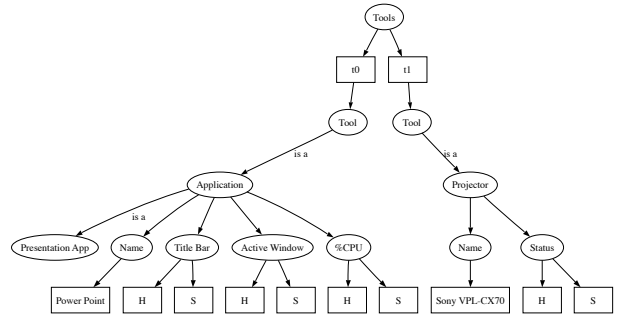 Tools
t0 t1
Tool Tool
is a is a
Application Projector
is a
Presentation App Name Title Bar Active Window %CPU Name Status
Power Point H S H S H S Sony VPL-CX70 H S